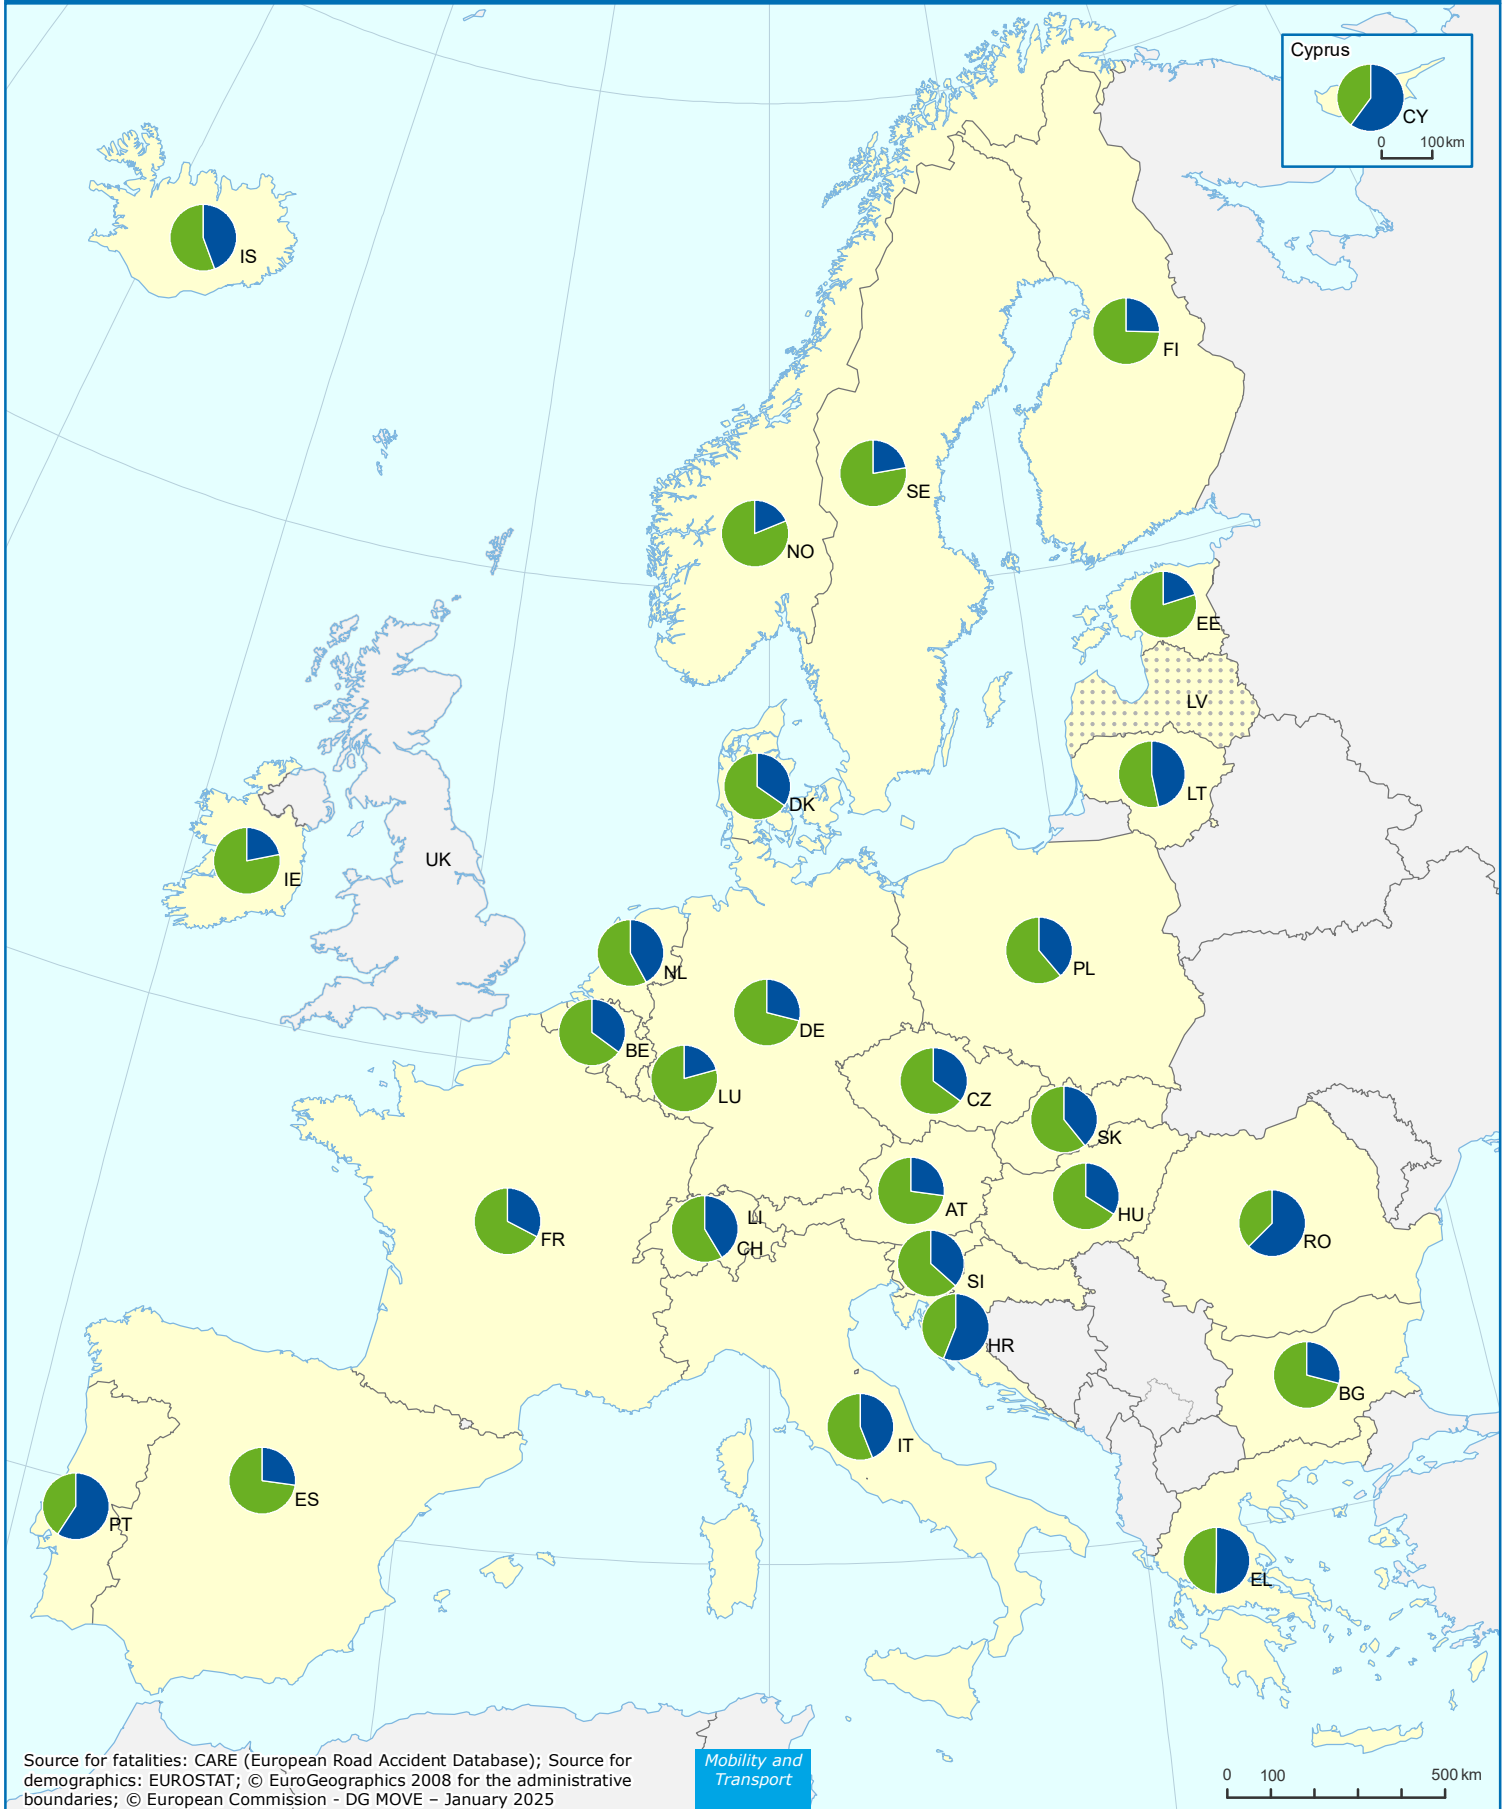 Cyprus
CY
0 100km
IS
FI
SE
NO
EE
LV
LT
DK
UK
IE
NL
PL
DE
BE
LU
CZ
SK
AT
HU
FR
LI
CH
RO
SI
HR
BG
IT
ES
PT
EL
Source for fatalities: CARE (European Road Accident Database); Source for
demographics: EUROSTAT; © EuroGeographics 2008 for the administrative
boundaries; © European Commission - DG MOVE – January 2025
Mobility and
Transport
0 100 500 km